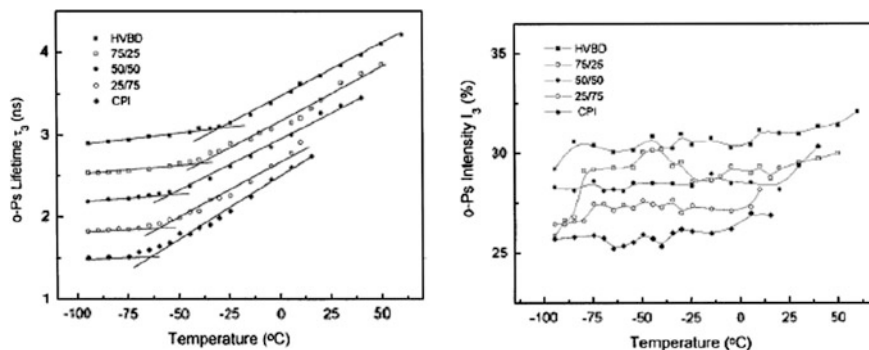 4
3
2
1
o-Ps Lifetime τ3 (ns)
HVBD
75/25
50/50
25/75
CPI
-100 -75 -50 -25 0 25 50
Temperature (°C)
35
30
25
o-Ps Intensity I3 (%)
HVBD
75/25
50/50
25/75
CPI
-100 -75 -50 -25 0 25 50
Temperature (°C)